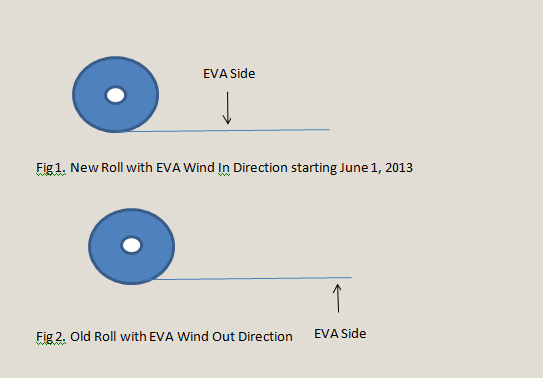 EVA Side
Fig1. New Roll with EVA Wind In Direction starting June 1, 2013
Fig2. Old Roll with EVA Wind Out Direction
EVA Side